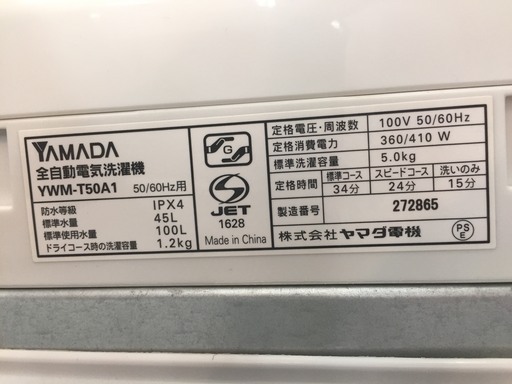 YAMADA
全自動電気洗濯機
YWM-T50A1 50/60Hz用
防水等級 IPX4
標準水量 45L
標準使用水量 100L
ドライコース時の洗濯容量 1.2kg
G
JET
1628
Made in China
定格電圧・周波数 100V 50/60Hz
定格消費電力 360/410 W
標準洗濯容量 5.0kg
定格時間 標準コース スピードコース 洗いのみ
34分 24分 15分
製造番号 272865
株式会社 ヤマダ電機
PS
E